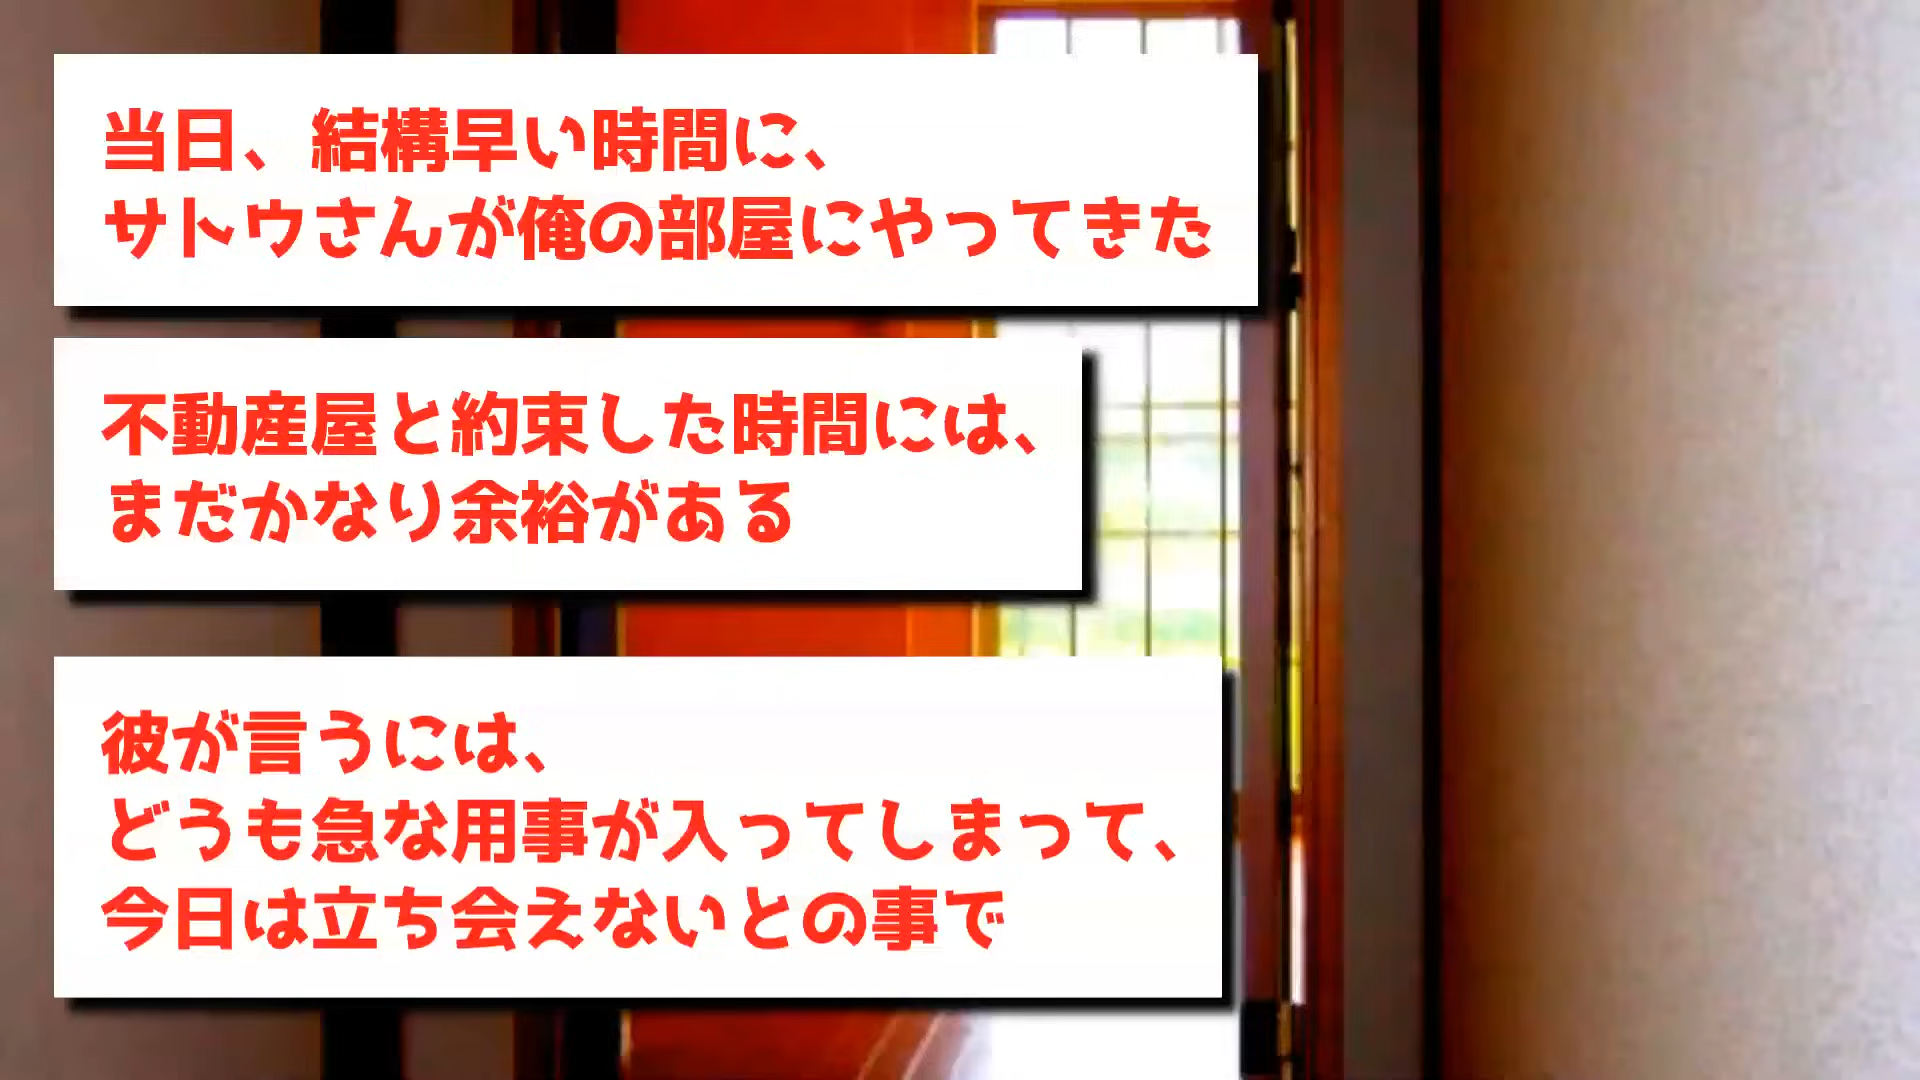 当日、結構早い時間に、
サトウさんが俺の部屋にやってきた
不動産屋と約束した時間には、
まだかなり余裕がある
彼が言うには、
どうも急な用事が入ってしまって、
今日は立ち会えないとの事で